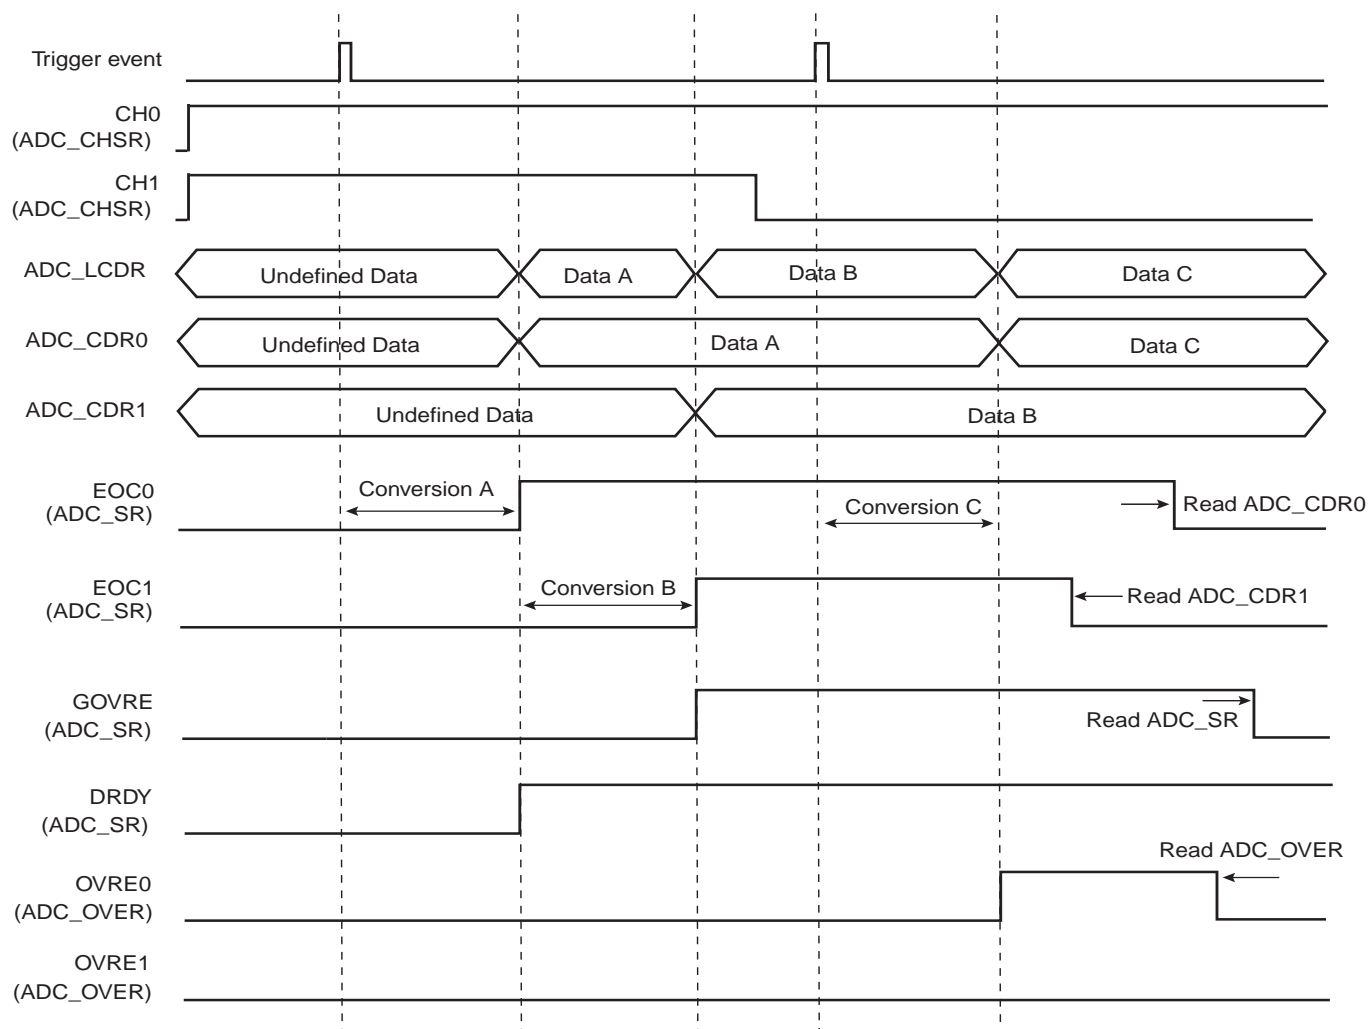 Trigger event
CH0
(ADC_CHSR)
CH1
(ADC_CHSR)
ADC_LCDR
Undefined Data
Data A
Data B
Data C
ADC_CDR0
Undefined Data
Data A
Data C
ADC_CDR1
Undefined Data
Data B
EOC0
(ADC_SR)
Conversion A
Conversion C
Read ADC_CDR0
EOC1
(ADC_SR)
Conversion B
Read ADC_CDR1
GOVRE
(ADC_SR)
Read ADC_SR
DRDY
(ADC_SR)
Read ADC_OVER
OVRE0
(ADC_OVER)
OVRE1
(ADC_OVER)